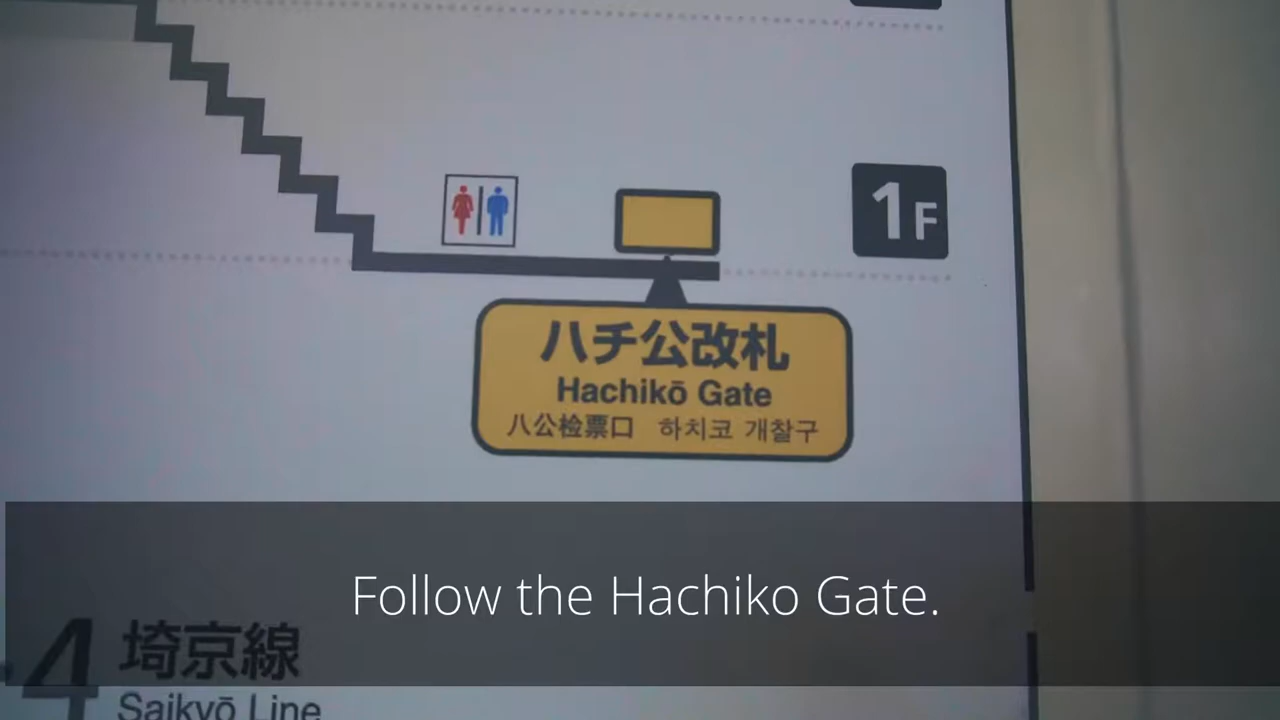 1F
ハチ公改札
Hachikō Gate
八公检票口 하치코 개찰구
Follow the Hachiko Gate.
4 埼京線
Saikyō Line